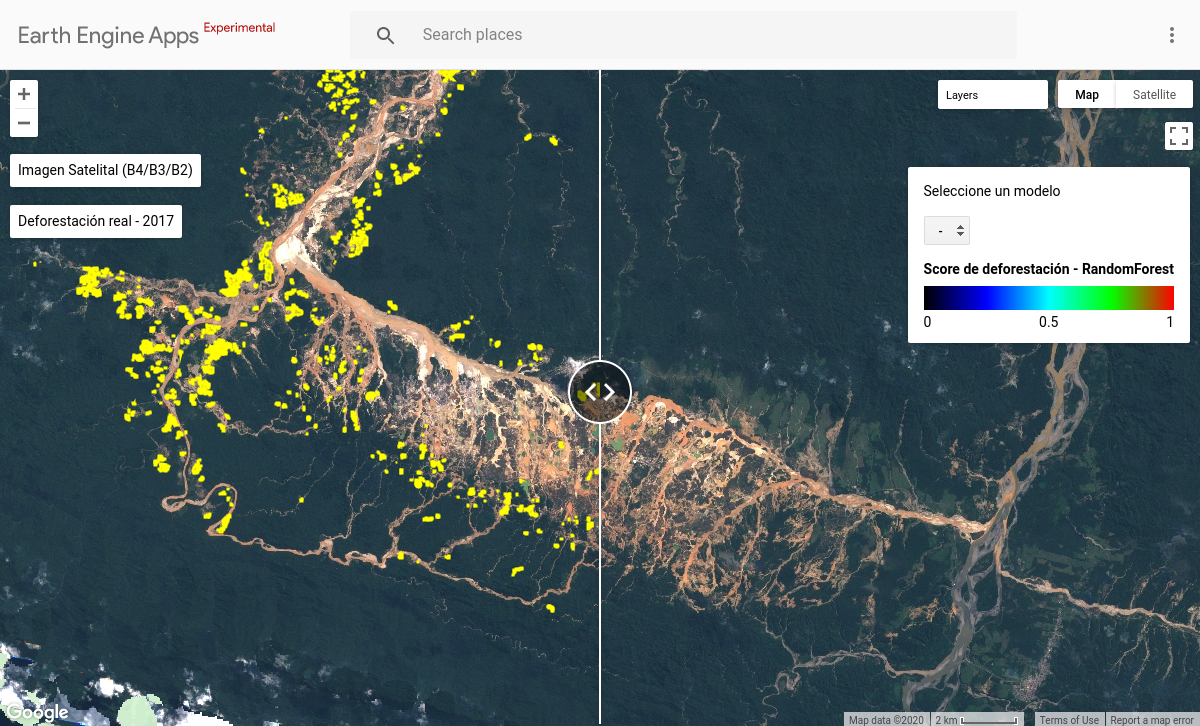 Earth Engine Apps Experimental
Search places
+
−
Imagen Satelital (B4/B3/B2)
Deforestación real - 2017
Layers
Map Satellite
Seleccione un modelo
-
Score de deforestación - RandomForest
0 0.5 1
Google
Map data ©2020 2 km Terms of Use Report a map error